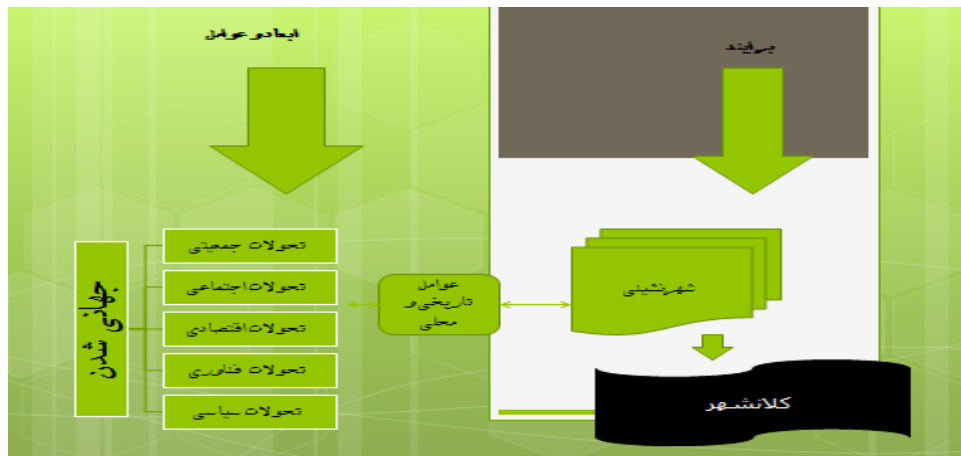 برایند
ابعاد و عوامل
شهرنشینی
کلانشهر
عوامل
تاریخی و
محلی
تحولات جمعیتی
تحولات اجتماعی
تحولات اقتصادی
تحولات فناوری
تحولات سیاسی
جهانی شدن